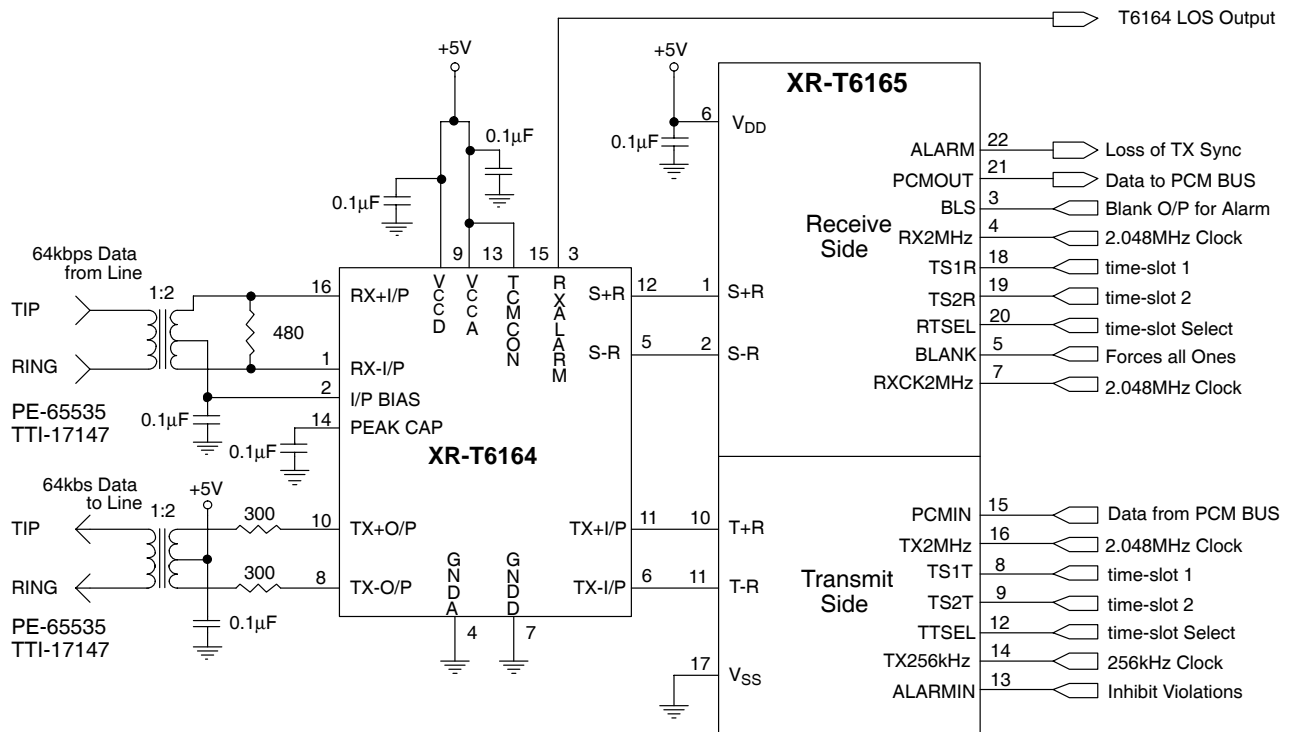 T6164 LOS Output
+5V
+5V
XR-T6165
0.1µF
0.1µF
0.1µF
6
VDD
ALARM
22
Loss of TX Sync
PCMOUT
21
Data to PCM BUS
BLS
3
Blank O/P for Alarm
RX2MHz
4
2.048MHz Clock
TS1R
18
time-slot 1
TS2R
19
time-slot 2
RTSEL
20
time-slot Select
BLANK
5
Forces all Ones
RXCK2MHz
7
2.048MHz Clock
Receive
Side
64kbps Data
from Line
1:2
TIP
RING
480
PE-65535
TTI-17147
0.1µF
0.1µF
9
13
15
3
VCCD
VCCA
TCMCON
RXALARM
16
RX+I/P
1
RX-I/P
2
I/P BIAS
14
PEAK CAP
XR-T6164
S+R
12
1
S+R
S-R
5
2
S-R
64kbs Data
to Line
+5V
1:2
TIP
RING
300
300
0.1µF
PE-65535
TTI-17147
10
TX+O/P
8
TX-O/P
GNDA
GNDD
4
7
TX+I/P
11
10
T+R
TX-I/P
6
11
T-R
17
VSS
Transmit
Side
PCMIN
15
Data from PCM BUS
TX2MHz
16
2.048MHz Clock
TS1T
8
time-slot 1
TS2T
9
time-slot 2
TTSEL
12
time-slot Select
TX256kHz
14
256kHz Clock
ALARMIN
13
Inhibit Violations